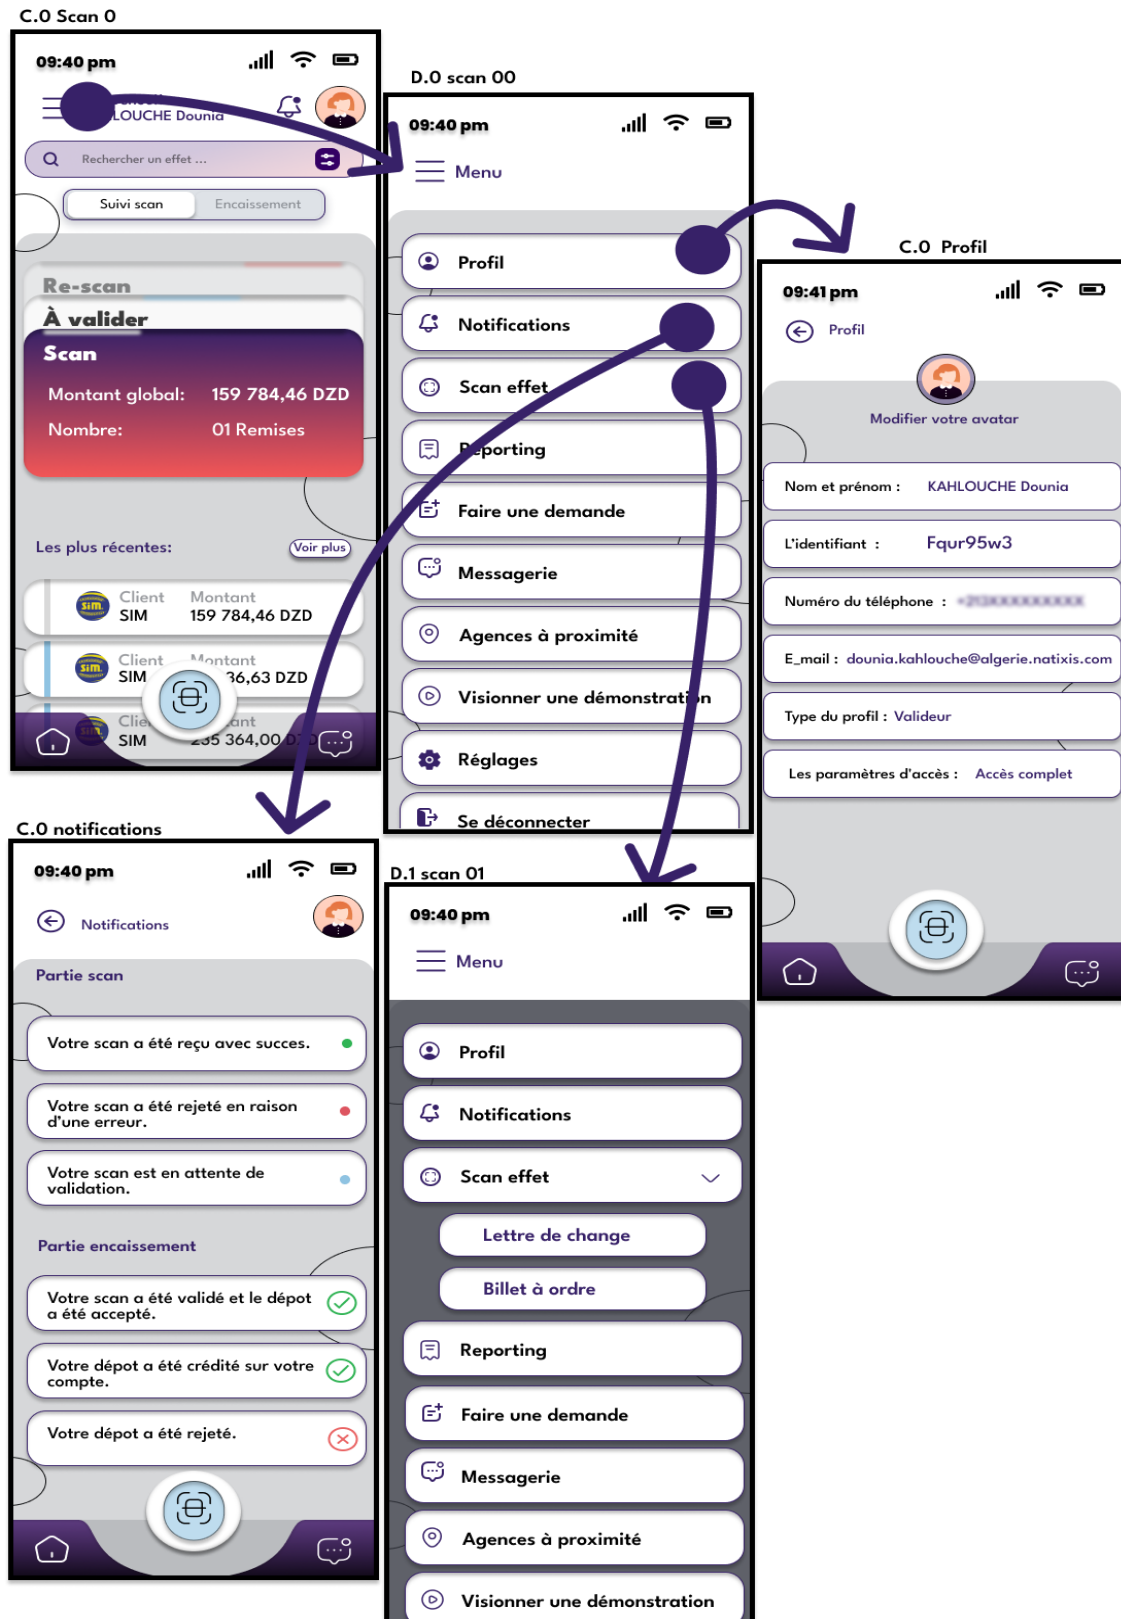 C.0 Scan 0
09:40 pm
LOUCHE Dounia
Rechercher un effet ...
Suivi scan
Encaissement
Re-scan
À valider
Scan
Montant global: 159 784,46 DZD
Nombre: 01 Remises
Les plus récentes:
Voir plus
sim.
Client Montant
SIM 159 784,46 DZD
sim.
Client Montant
SIM 36,63 DZD
SIM 235 364,00 DZD
D.0 scan 00
09:40 pm
Menu
Profil
Notifications
Scan effet
Reporting
Faire une demande
Messagerie
Agences à proximité
Visionner une démonstration
Réglages
Se déconnecter
C.0 Profil
09:41 pm
Profil
Modifier votre avatar
Nom et prénom : KAHLOUCHE Dounia
L'identifiant : Fqur95w3
Numéro du téléphone :
E_mail : dounia.kahlouche@algerie.natixis.com
Type du profil : Valideur
Les paramètres d'accès : Accès complet
C.0 notifications
09:40 pm
Notifications
Partie scan
Votre scan a été reçu avec succes.
Votre scan a été rejeté en raison
d'une erreur.
Votre scan est en attente de
validation.
Partie encaissement
Votre scan a été validé et le dépot
a été accepté.
Votre dépot a été crédité sur votre
compte.
Votre dépot a été rejeté.
D.1 scan 01
09:40 pm
Menu
Profil
Notifications
Scan effet
Lettre de change
Billet à ordre
Reporting
Faire une demande
Messagerie
Agences à proximité
Visionner une démonstration